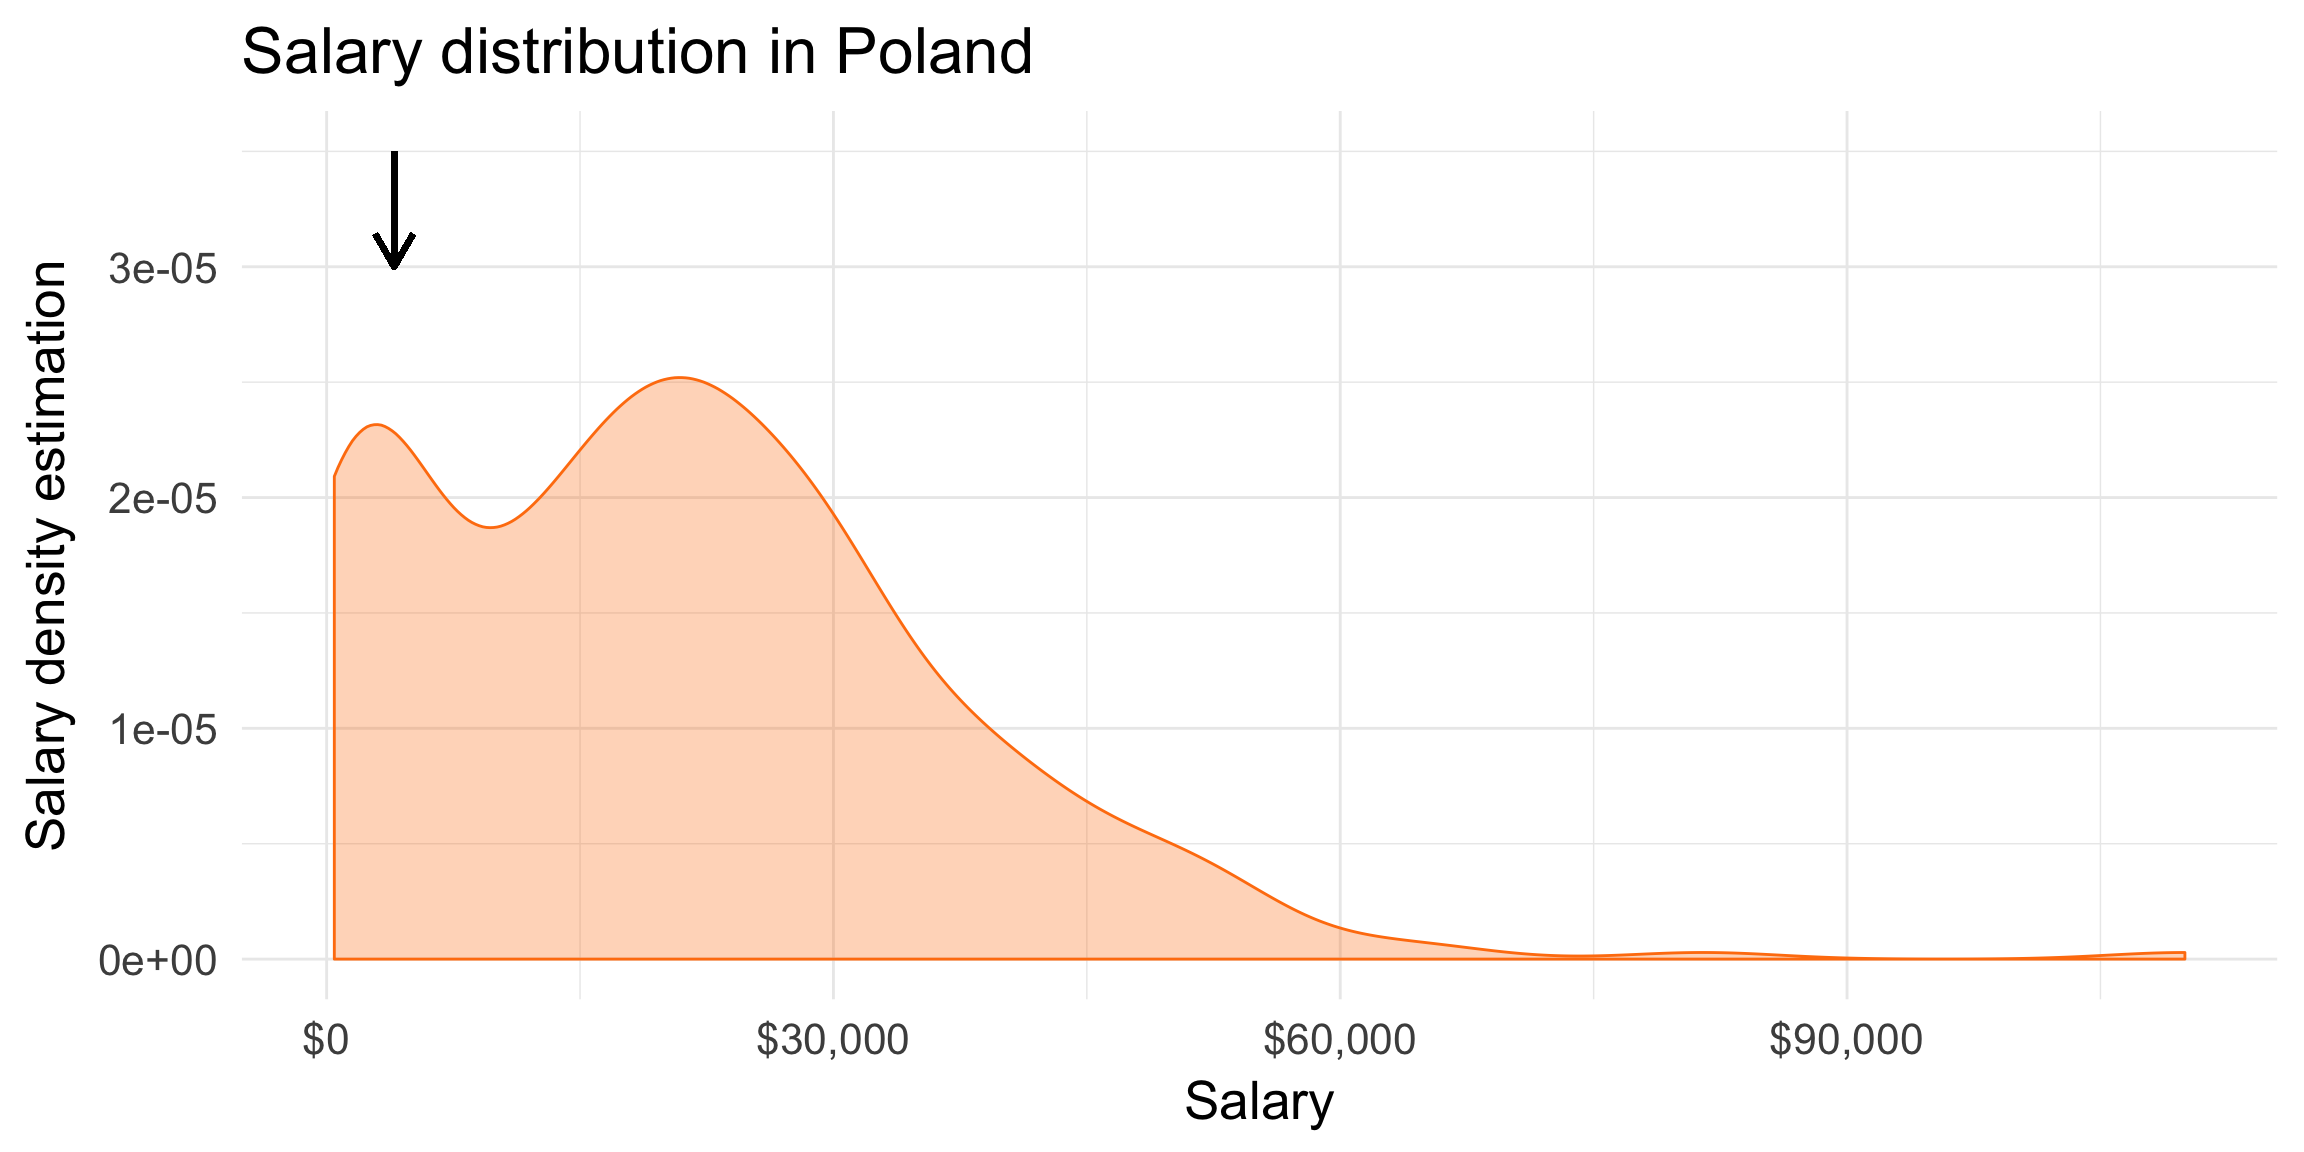 Salary distribution in Poland
Salary density estimation
3e-05
2e-05
1e-05
0e+00
$0 $30,000 $60,000 $90,000
Salary